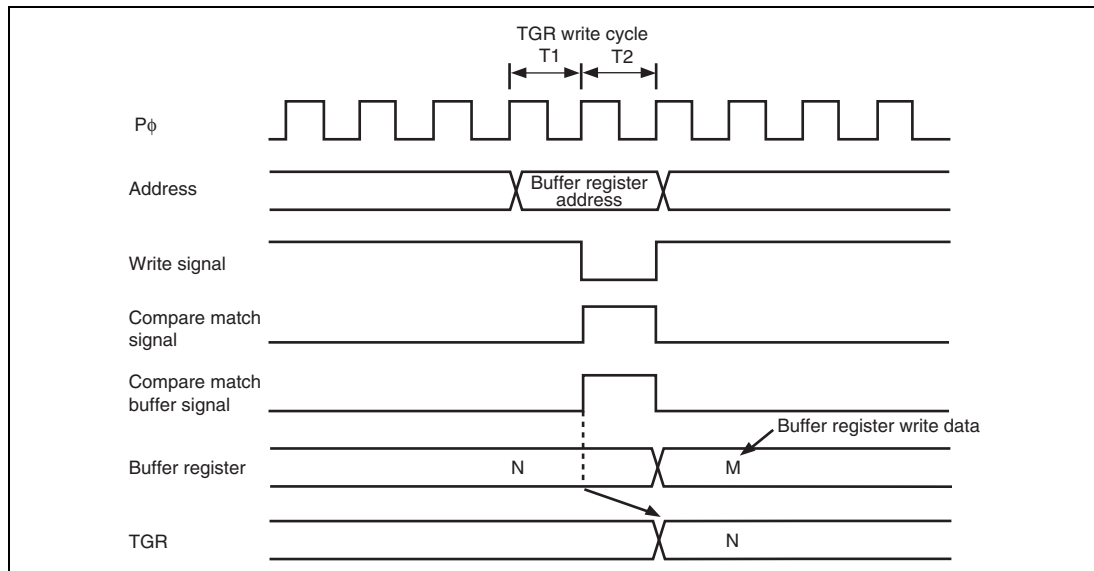 TGR write cycle
T1 T2
Pϕ
Address
Buffer register
address
Write signal
Compare match
signal
Compare match
buffer signal
Buffer register write data
Buffer register
N
M
TGR
N